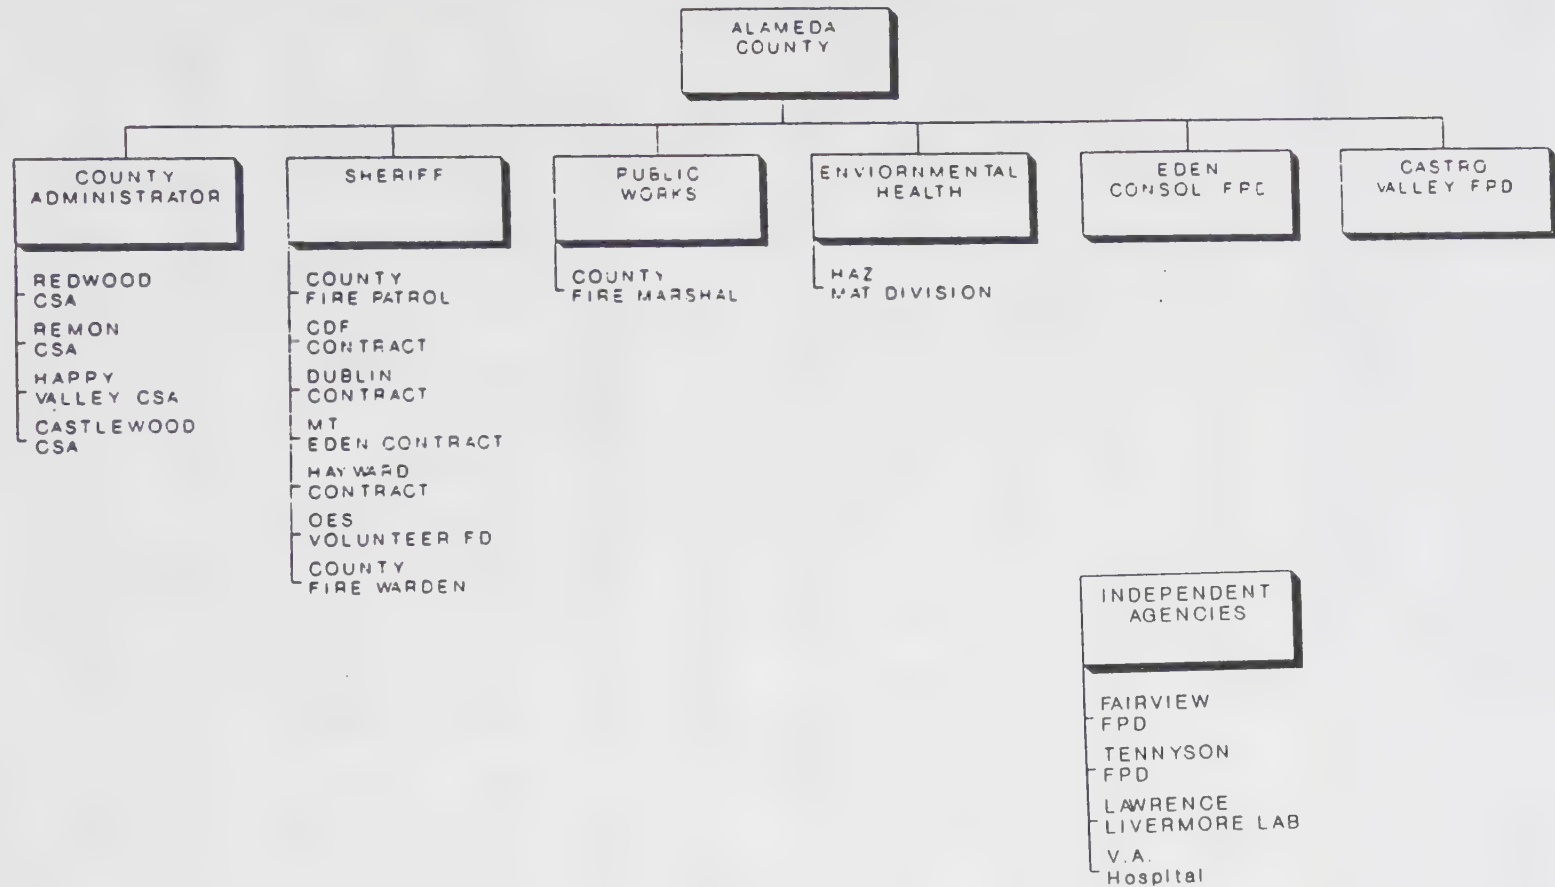 ALAMEDA
COUNTY
COUNTY
ADMINISTRATOR
REDWOOD
CSA
REMON
CSA
HAPPY
VALLEY CSA
CASTLEWOOD
CSA
SHERIFF
COUNTY
FIRE PATROL
CDF
CONTRACT
DUBLIN
CONTRACT
MT
EDEN CONTRACT
HAYWARD
CONTRACT
OES
VOLUNTEER FD
COUNTY
FIRE WARDEN
PUBLIC
WORKS
COUNTY
FIRE MARSHAL
ENVIORNMENTAL
HEALTH
HAZ
MAT DIVISION
EDEN
CONSOL FPD
CASTRO
VALLEY FPD
INDEPENDENT
AGENCIES
FAIRVIEW
FPD
TENNYSON
FPD
LAWRENCE
LIVERMORE LAB
V.A.
Hospital